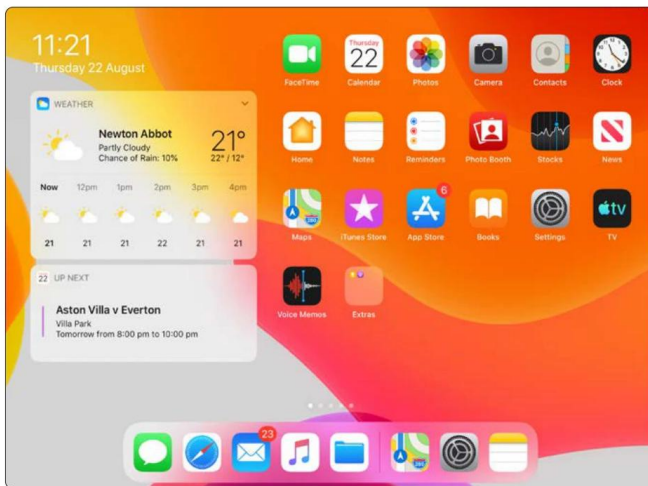 11:21
Thursday 22 August
WEATHER
Newton Abbot
Partly Cloudy
Chance of Rain: 10%
21°
22° / 12°
Now 12pm 1pm 2pm 3pm 4pm
21 21 21 22 21 21
22 UP NEXT
Aston Villa v Everton
Villa Park
Tomorrow from 8:00 pm to 10:00 pm
Thursday
22
FaceTime Calendar Photos Camera Contacts Clock
Home Notes Reminders Photo Booth Stocks News
6
tv
Maps iTunes Store App Store Books Settings TV
Voice Memos Extras
23